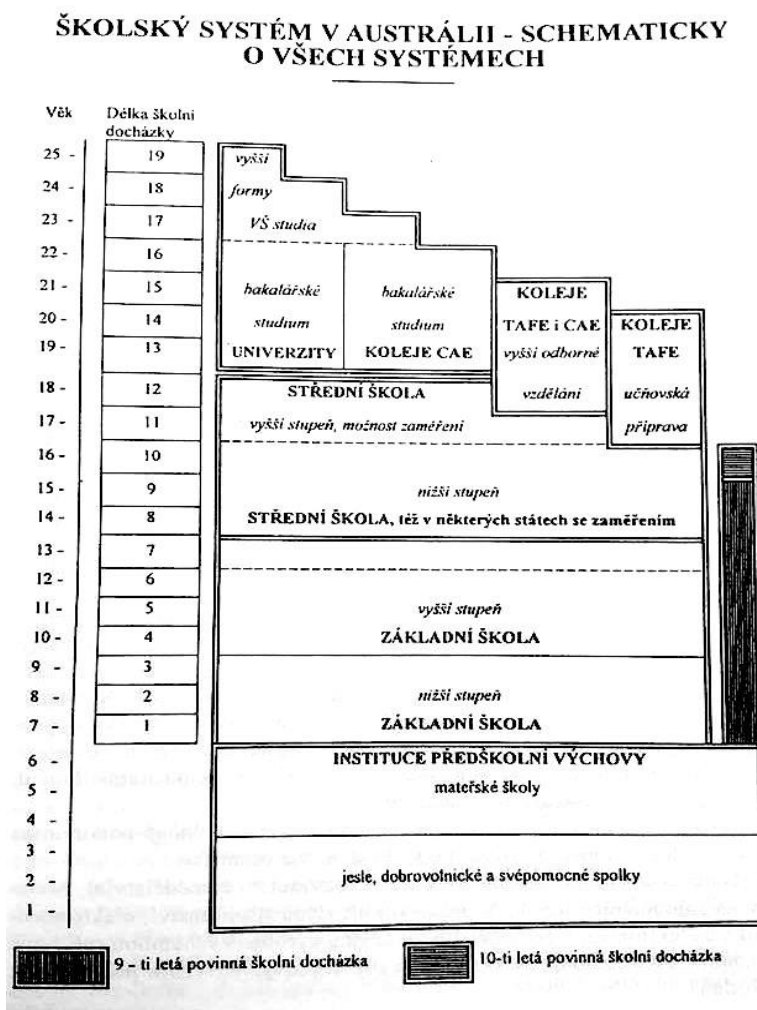 ŠKOLSKÝ SYSTÉM V AUSTRÁLII - SCHEMATICKY
O VŠECH SYSTÉMECH
Věk
Délka školní
docházky
25 - 19 vyšší
24 - 18 formy
23 - 17 VŠ studia
22 - 16
21 - 15 bakalářské bakalářské KOLEJE
20 - 14 studium studium TAFE i CAE KOLEJE
19 - 13 UNIVERZITY KOLEJE CAE vyšší odborné TAFE
18 - 12 STŘEDNÍ ŠKOLA vzdělání učňovská
17 - 11 vyšší stupeň, možnost zaměření příprava
16 - 10
15 - 9 nižší stupeň
14 - 8 STŘEDNÍ ŠKOLA, též v některých státech se zaměřením
13 - 7
12 - 6
11 - 5 vyšší stupeň
10 - 4 ZÁKLADNÍ ŠKOLA
9 - 3
8 - 2 nižší stupeň
7 - 1 ZÁKLADNÍ ŠKOLA
6 - INSTITUCE PŘEDŠKOLNÍ VÝCHOVY
5 - mateřské školy
4 -
3 -
2 - jesle, dobrovolnické a svépomocné spolky
1 -
9 - ti letá povinná školní docházka
10-ti letá povinná školní docházka